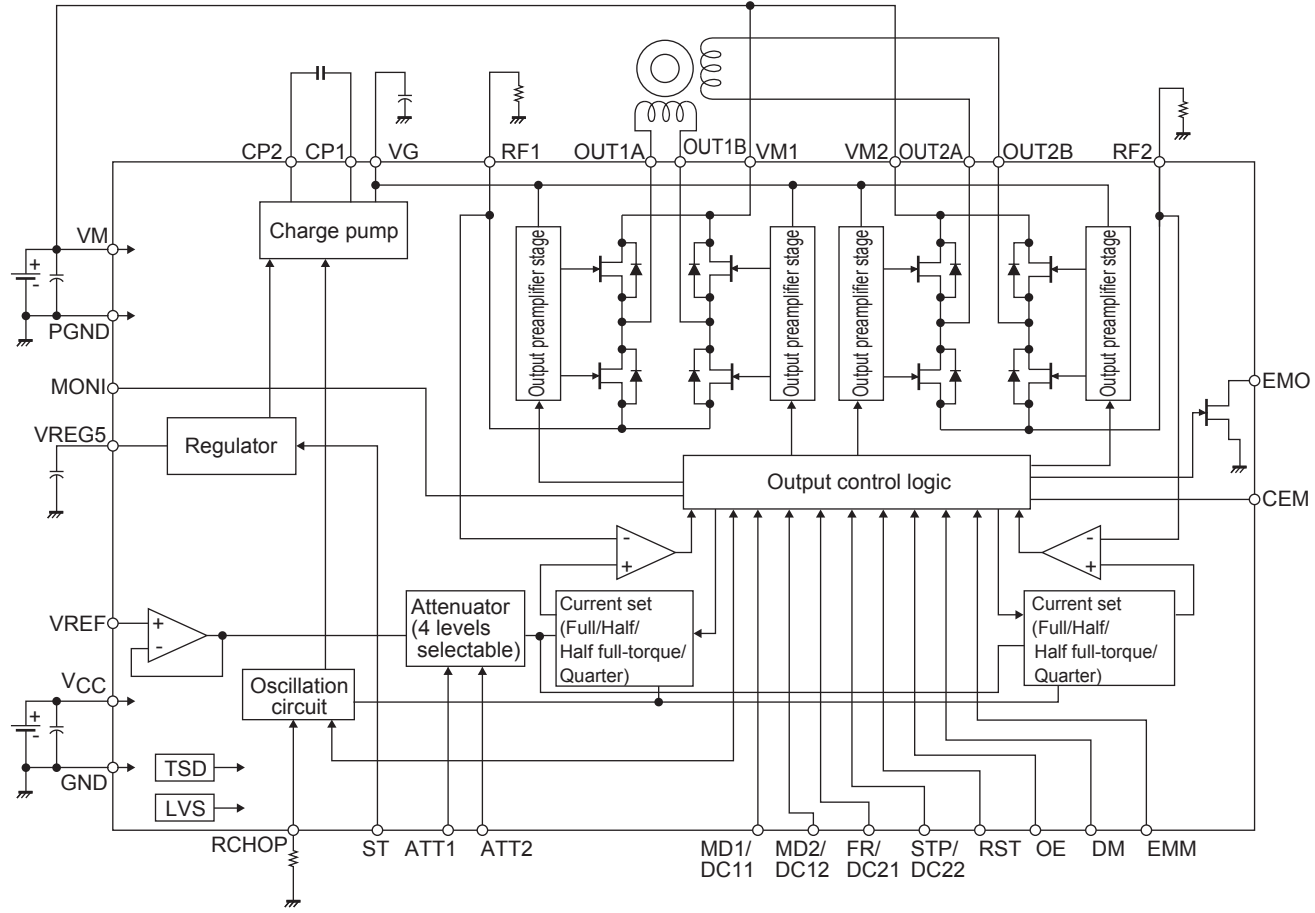 CP2 CP1 VG RF1 OUT1A OUT1B VM1 VM2 OUT2A OUT2B RF2
Charge pump
VM
+
-
PGND
Output preamplifier stage
Output preamplifier stage
Output preamplifier stage
Output preamplifier stage
MONI
EMO
VREG5
Regulator
Output control logic
CEM
-
+
-
+
VREF
+
-
Attenuator
(4 levels
selectable)
Current set
(Full/Half/
Half full-torque/
Quarter)
Current set
(Full/Half/
Half full-torque/
Quarter)
VCC
+
-
Oscillation
circuit
GND
TSD
LVS
RCHOP
ST
ATT1
ATT2
MD1/
DC11
MD2/
DC12
FR/
DC21
STP/
DC22
RST
OE
DM
EMM